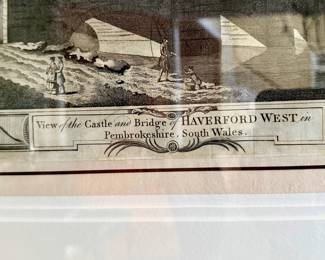 View of the Castle and Bridge of HAVERFORD WEST in
Pembrokeshire, South Wales.